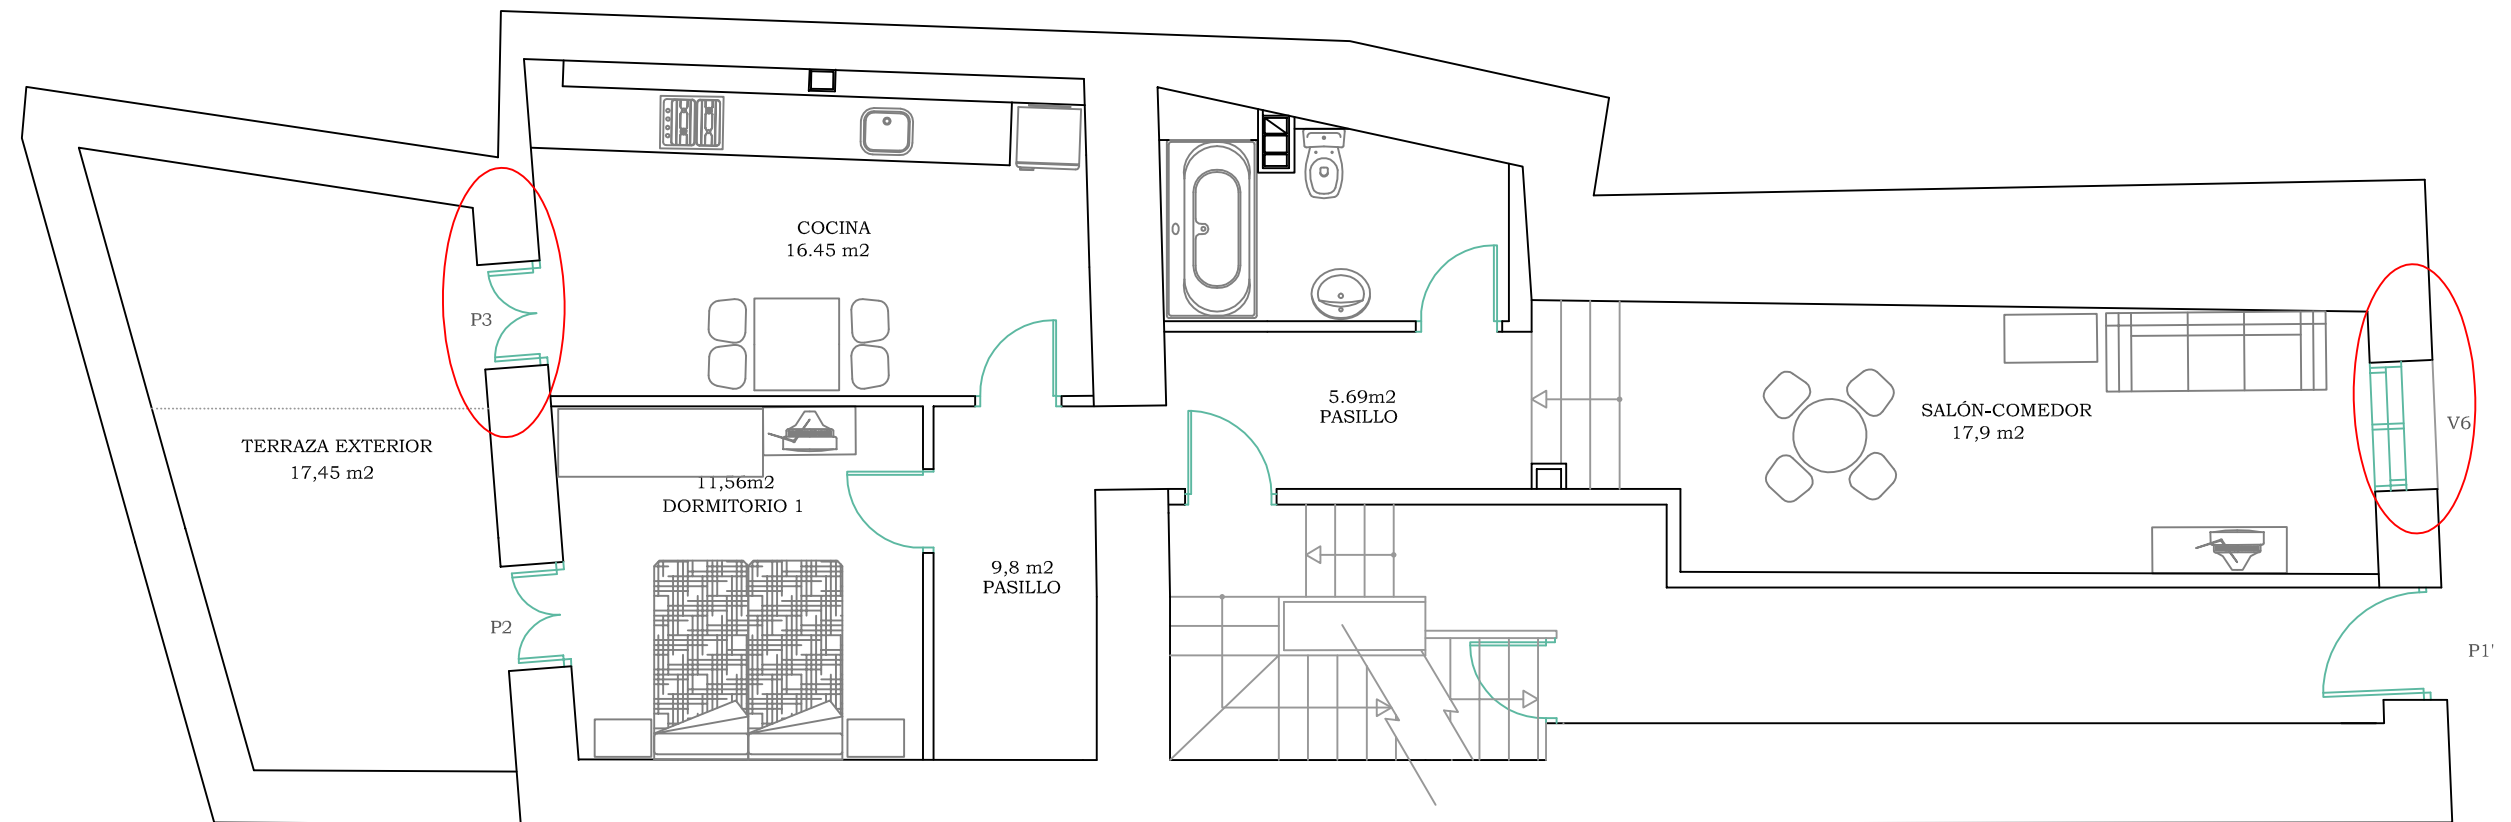 COCINA
16.45 m2
P3
TERRAZA EXTERIOR
17,45 m2
5.69m2
PASILLO
SALÓN-COMEDOR
17,9 m2
V6
11,56m2
DORMITORIO 1
9,8 m2
PASILLO
P2
P1'